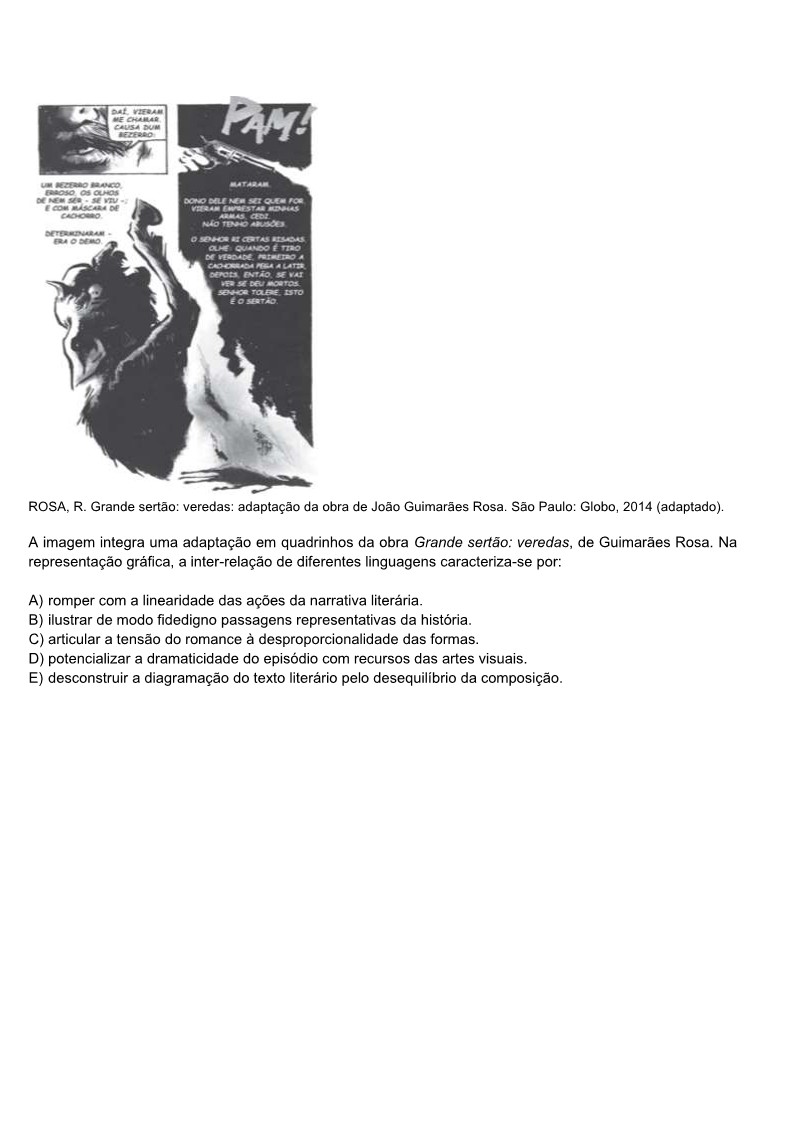 DAÍ, VIERAM
ME CHAMAR.
CAUSA DUM
BEZERRO:
UM BEZERRO BRANCO,
ERROSO, OS OLHOS
DE NEM SER - SE VIU -;
E COM MÁSCARA DE
CACHORRO.
DETERMINARAM -
ERA O DEMO.
PAM!
MATARAM.
DONO DELE NEM SEI QUEM FOR.
VIERAM EMPRESTAR MINHAS
ARMAS, CEDI.
NÃO TENHO ABUSÕES.
O SENHOR RI CERTAS RISADAS.
OLHE: QUANDO É TIRO
DE VERDADE, PRIMEIRO A
CACHORRADA PEGA A LATIR,
DEPOIS, ENTÃO, SE VAI
VER SE DEU MORTOS.
SENHOR TOLERE, ISTO
É O SERTÃO.
ROSA, R. Grande sertão: veredas: adaptação da obra de João Guimarães Rosa. São Paulo: Globo, 2014 (adaptado).
A imagem integra uma adaptação em quadrinhos da obra Grande sertão: veredas, de Guimarães Rosa. Na
representação gráfica, a inter-relação de diferentes linguagens caracteriza-se por:
A) romper com a linearidade das ações da narrativa literária.
B) ilustrar de modo fidedigno passagens representativas da história.
C) articular a tensão do romance à desproporcionalidade das formas.
D) potencializar a dramaticidade do episódio com recursos das artes visuais.
E) desconstruir a diagramação do texto literário pelo desequilíbrio da composição.